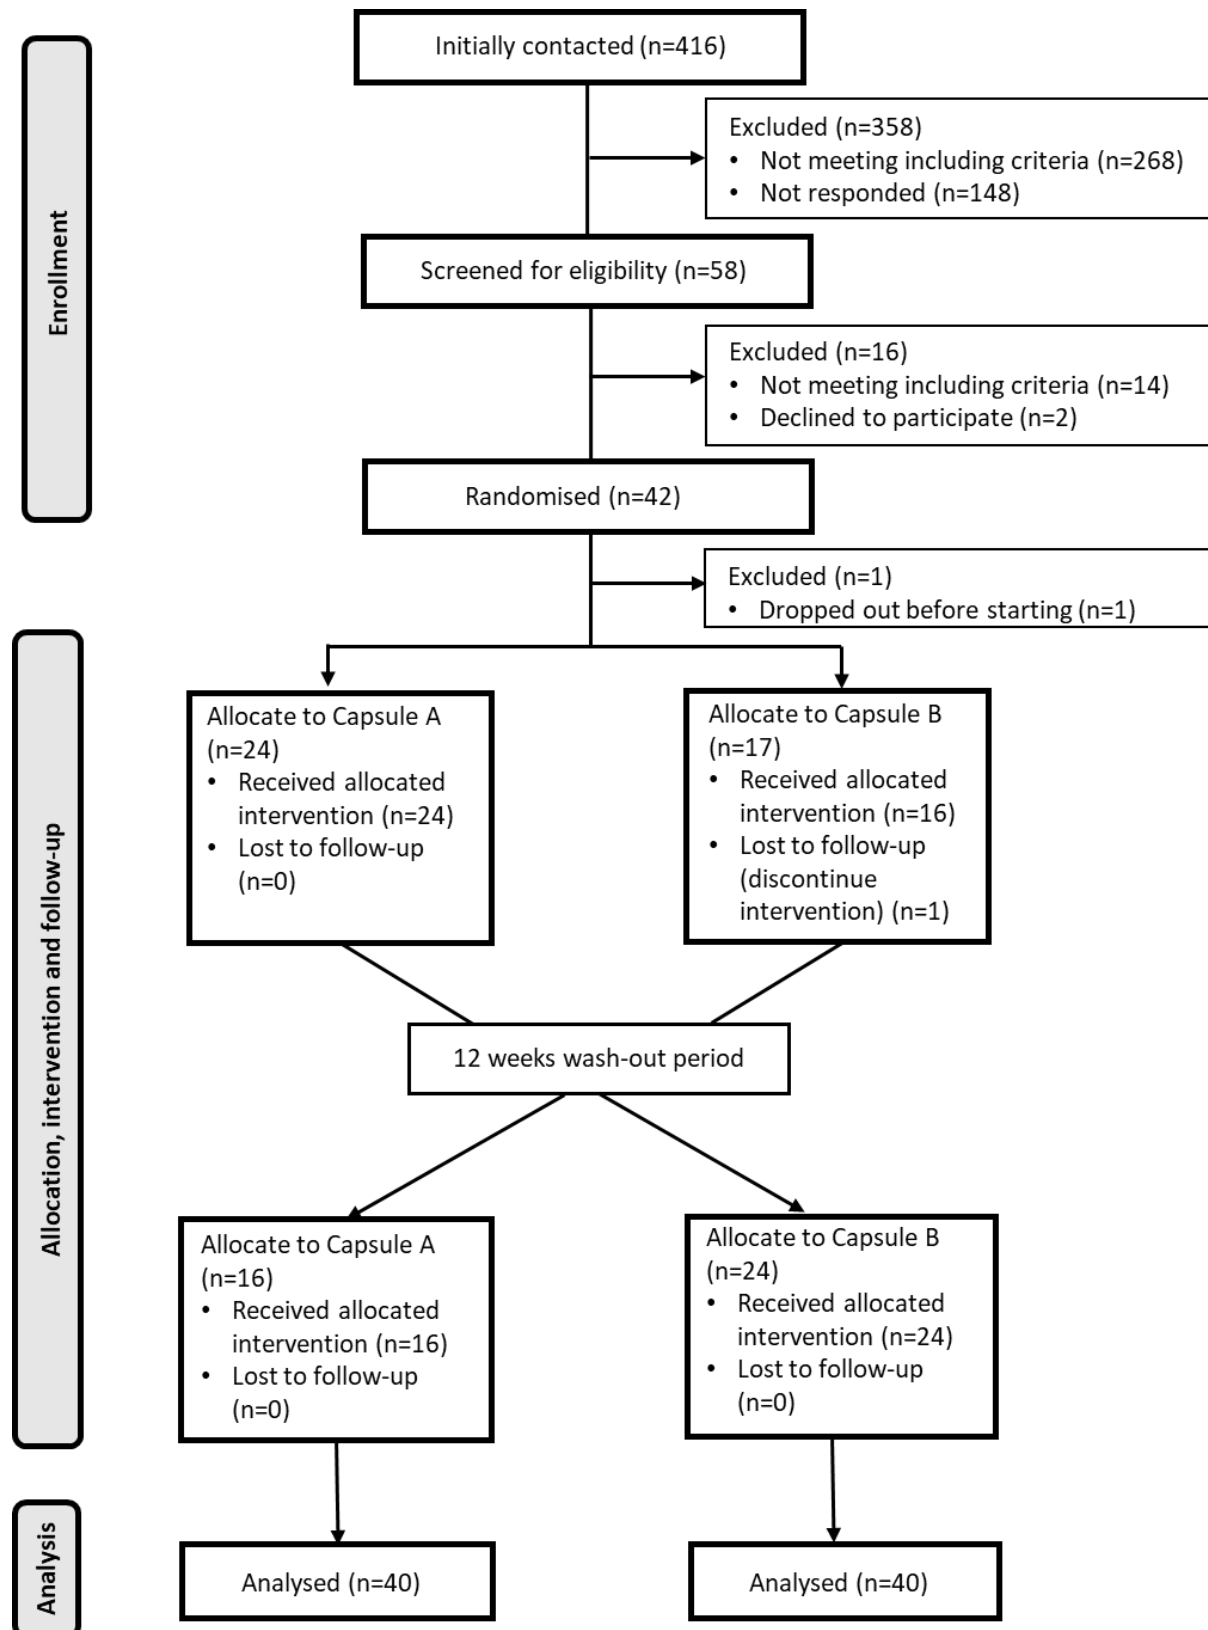 Enrollment
Initially contacted (n=416)
Excluded (n=358)
• Not meeting including criteria (n=268)
• Not responded (n=148)
Screened for eligibility (n=58)
Excluded (n=16)
• Not meeting including criteria (n=14)
• Declined to participate (n=2)
Randomised (n=42)
Excluded (n=1)
• Dropped out before starting (n=1)
Allocation, intervention and follow-up
Allocate to Capsule A
(n=24)
• Received allocated
intervention (n=24)
• Lost to follow-up
(n=0)
Allocate to Capsule B
(n=17)
• Received allocated
intervention (n=16)
• Lost to follow-up
(discontinue
intervention) (n=1)
12 weeks wash-out period
Allocate to Capsule A
(n=16)
• Received allocated
intervention (n=16)
• Lost to follow-up
(n=0)
Allocate to Capsule B
(n=24)
• Received allocated
intervention (n=24)
• Lost to follow-up
(n=0)
Analysis
Analysed (n=40)
Analysed (n=40)